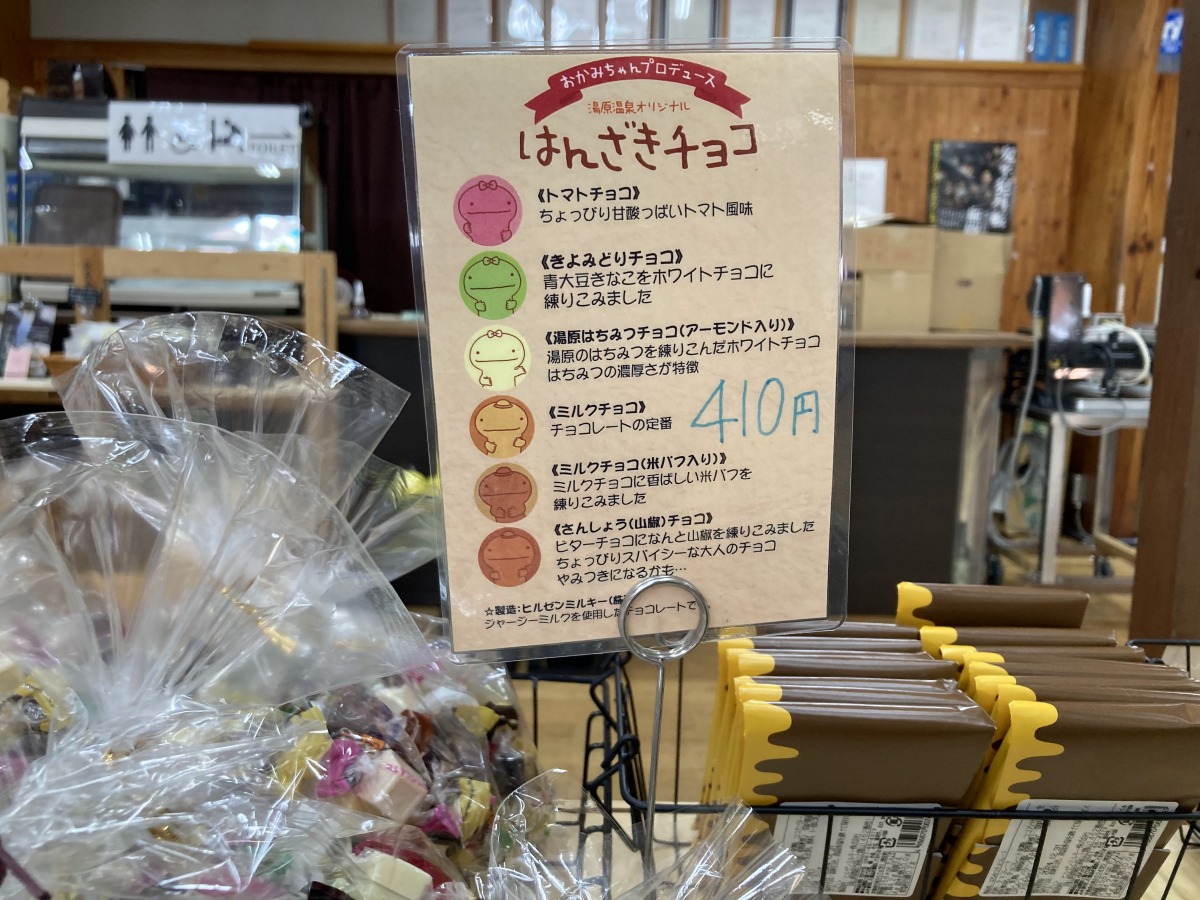 おかみちゃんプロデュース
湯原温泉オリジナル
はんざきチョコ
《トマトチョコ》
ちょっぴり甘酸っぱいトマト風味
《きよみどりチョコ》
青大豆きなこをホワイトチョコに
練りこみました
《湯原はちみつチョコ(アーモンド入り)》
湯原のはちみつを練りこんだホワイトチョコ
はちみつの濃厚さが特徴
《ミルクチョコ》
チョコレートの定番
410円
《ミルクチョコ(米パフ入り)》
ミルクチョコに香ばしい米パフを
練りこみました
《さんしょう(山椒)チョコ》
ビターチョコになんと山椒を練りこみました
ちょっぴりスパイシーな大人のチョコ
やみつきになるかも…
☆製造:ヒルゼンミルキー(蒜
ジャージーミルクを使用したチョコレートで
TOILET